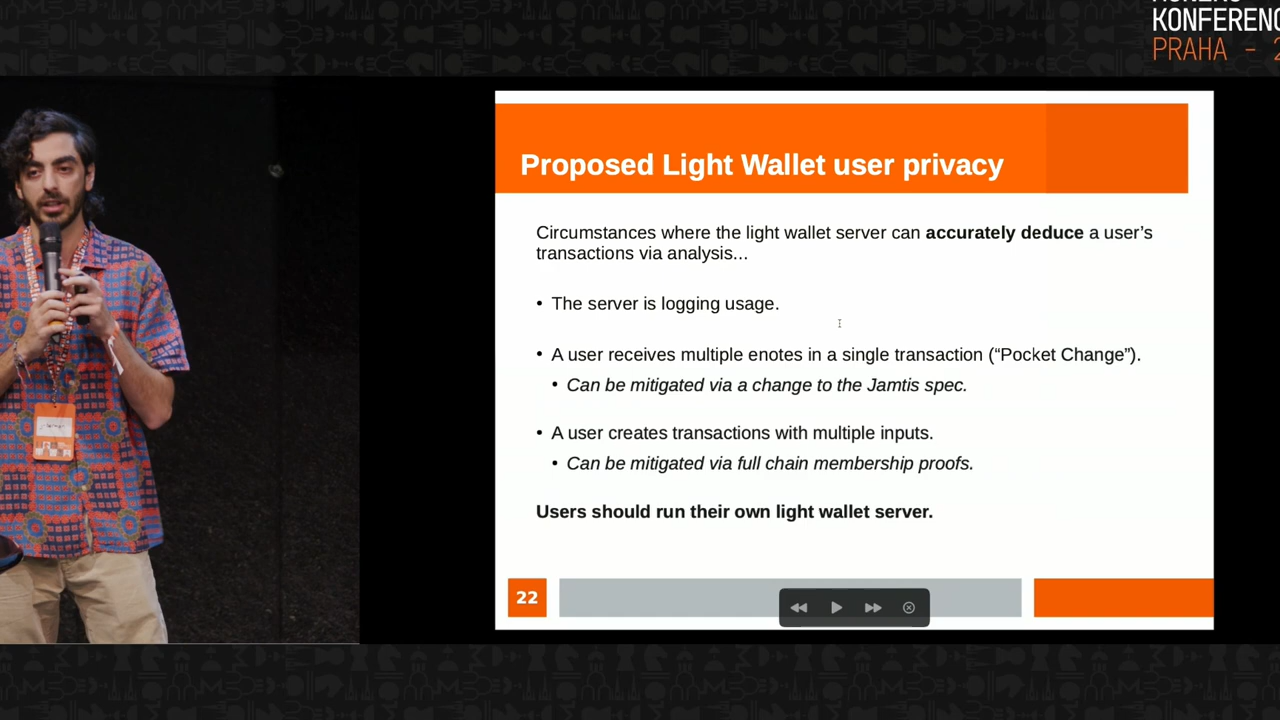 KONFERENC
PRAHA - 2
Proposed Light Wallet user privacy
Circumstances where the light wallet server can accurately deduce a user's
transactions via analysis...
• The server is logging usage.
• A user receives multiple enotes in a single transaction (“Pocket Change”).
• Can be mitigated via a change to the Jamtis spec.
• A user creates transactions with multiple inputs.
• Can be mitigated via full chain membership proofs.
Users should run their own light wallet server.
22